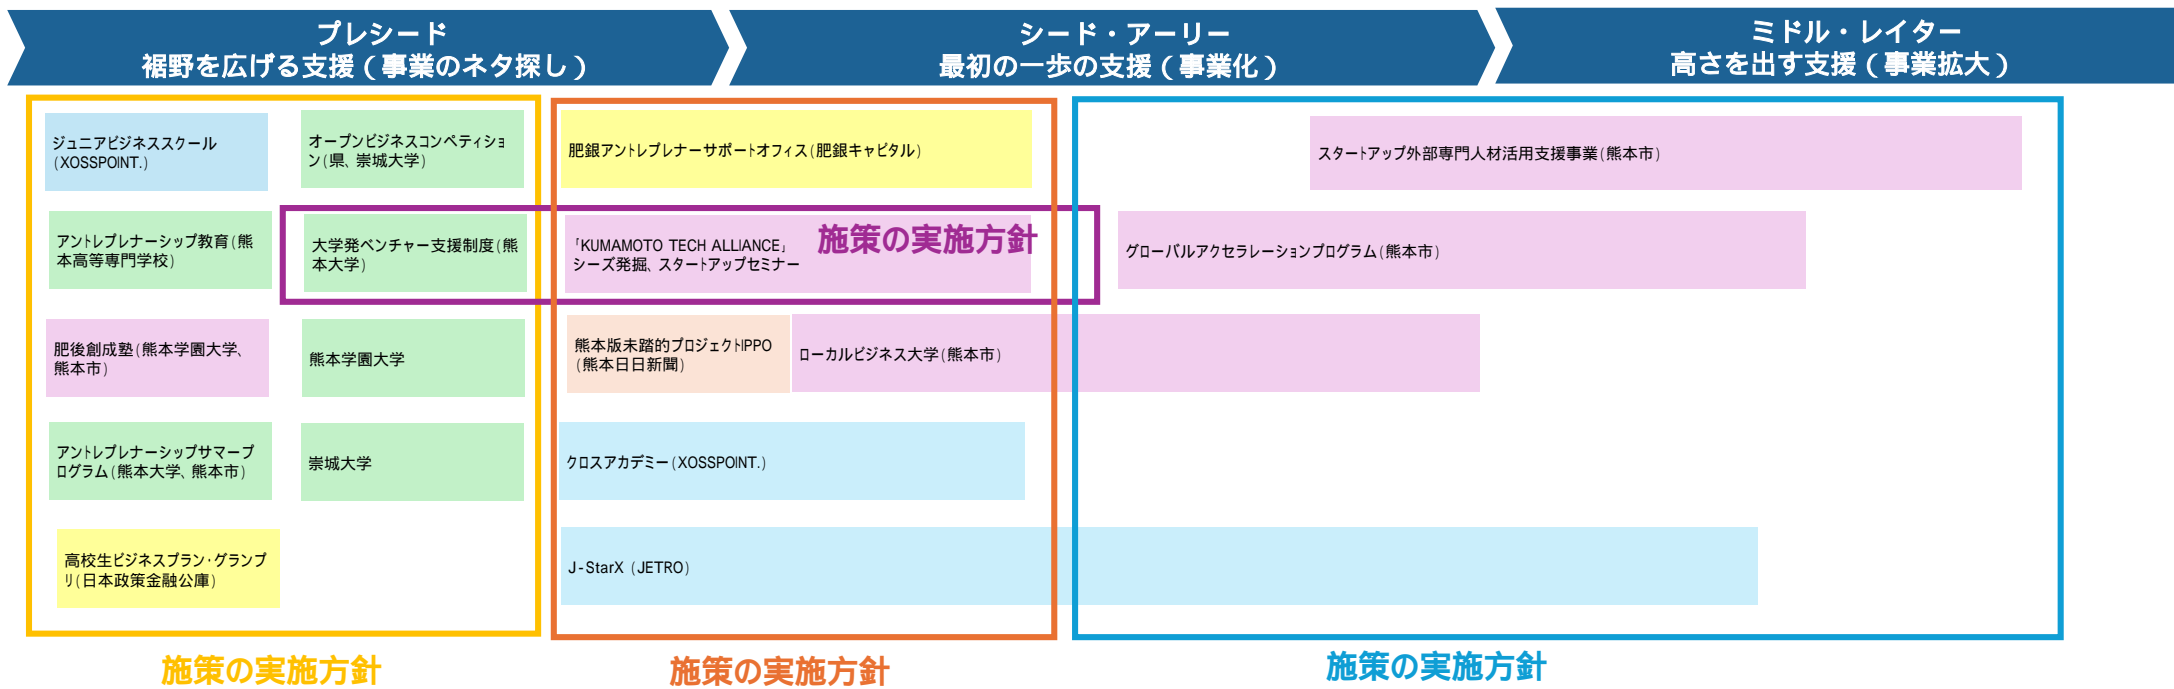 プレシード
裾野を広げる支援（事業のネタ探し）
シード・アーリー
最初の一歩の支援（事業化）
ミドル・レイター
高さを出す支援（事業拡大）
ジュニアビジネススクール
(XOSSPOINT.)
オープンビジネスコンペティショ
ン(県、崇城大学)
肥銀アントレプレナーサポートオフィス(肥銀キャピタル)
スタートアップ外部専門人材活用支援事業(熊本市)
アントレプレナーシップ教育(熊
本高等専門学校)
大学発ベンチャー支援制度(熊
本大学)
「KUMAMOTO TECH ALLIANCE」
シーズ発掘、スタートアップセミナー
施策の実施方針
グローバルアクセラレーションプログラム(熊本市)
肥後創成塾(熊本学園大学、
熊本市)
熊本学園大学
熊本版未踏的プロジェクトIPPO
(熊本日日新聞)
ローカルビジネス大学(熊本市)
アントレプレナーシップサマープ
ログラム(熊本大学、熊本市)
崇城大学
クロスアカデミー(XOSSPOINT.)
高校生ビジネスプラン・グランプ
リ(日本政策金融公庫)
J-StarX (JETRO)
施策の実施方針
施策の実施方針
施策の実施方針